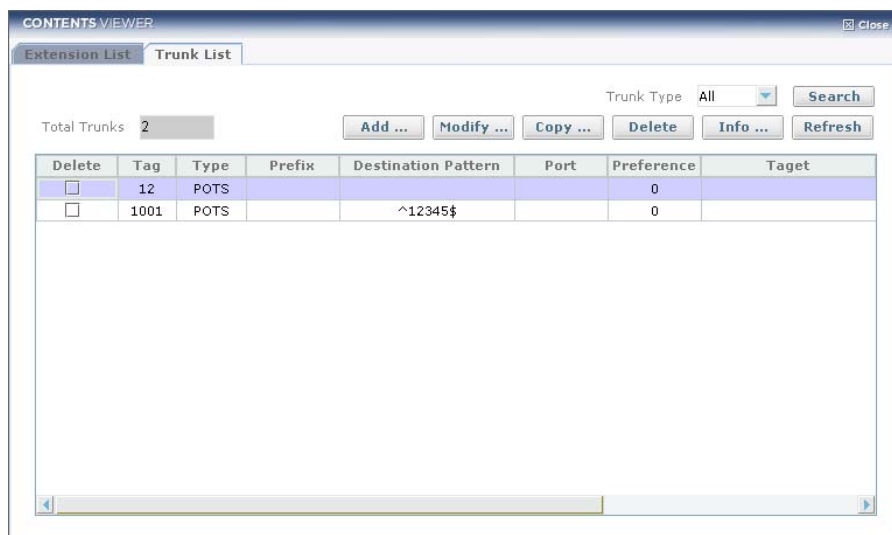 CONTENTS VIEWER Close
Extension List Trunk List
Trunk Type All Search
Total Trunks 2 Add ... Modify ... Copy ... Delete Info ... Refresh
Delete Tag Type Prefix Destination Pattern Port Preference Taget
12 POTS 0
1001 POTS ^12345$ 0